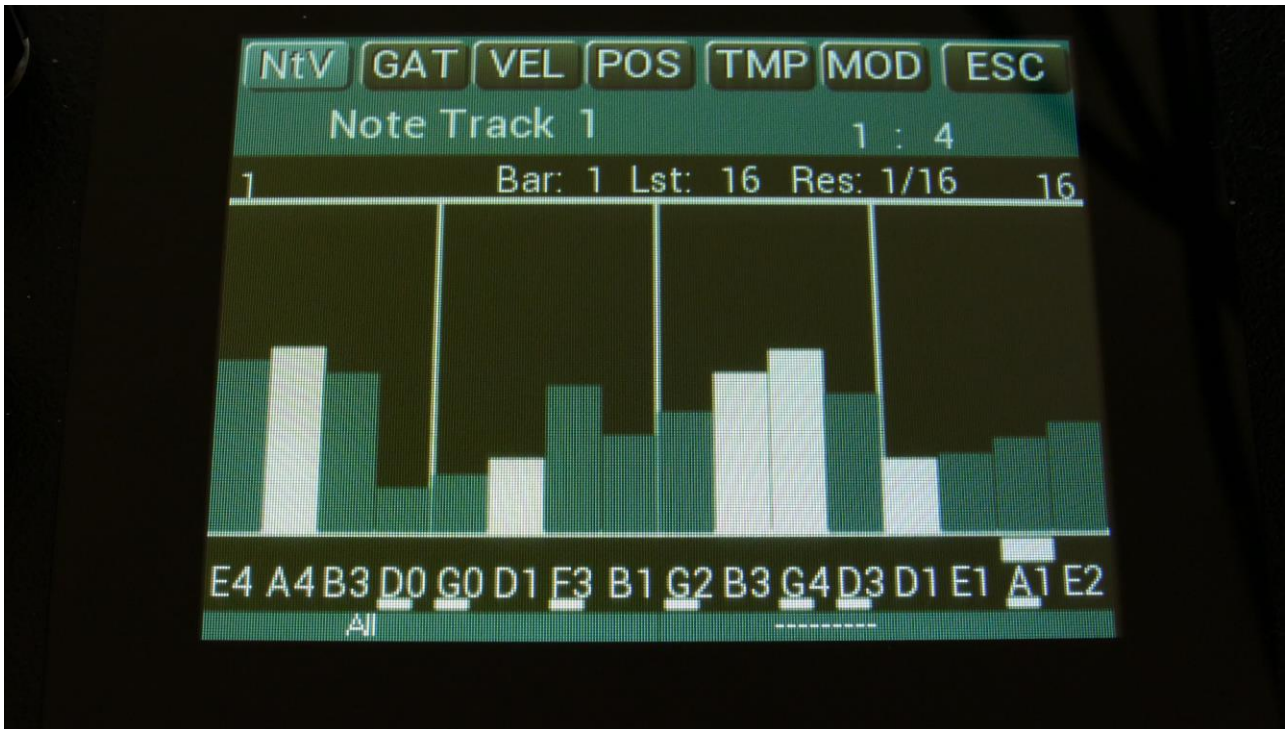 NtV GAT VEL POS TMP MOD ESC
Note Track 1 1 : 4
1 Bar: 1 Lst: 16 Res: 1/16 16
E4 A4 B3 D0 G0 D1 F3 B1 G2 B3 G4 D3 D1 E1 A1 E2
All ---------